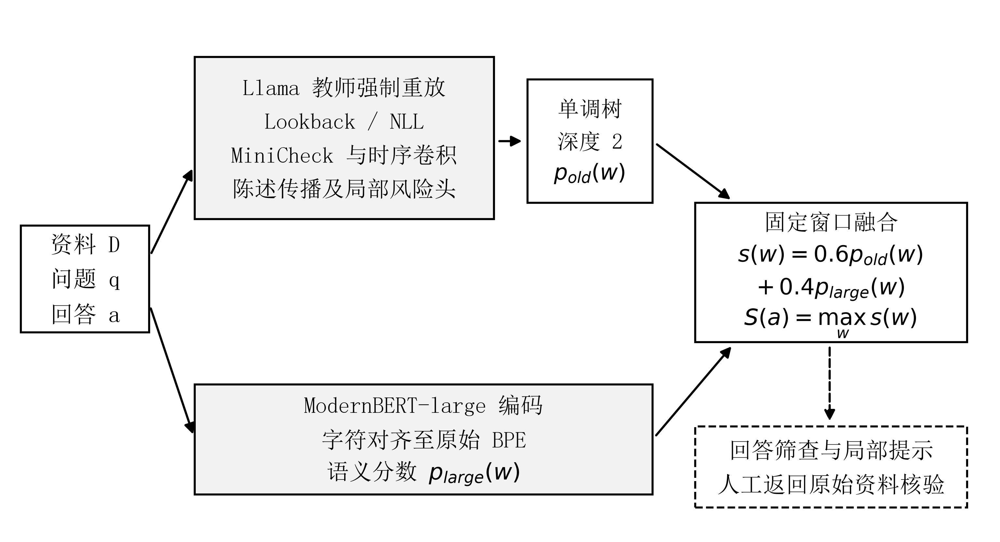 资料 D
问题 q
回答 a
Llama 教师强制重放
Lookback / NLL
MiniCheck 与时序卷积
陈述传播及局部风险头
单调树
深度 2
p_old(w)
固定窗口融合
s(w) = 0.6p_old(w)
+ 0.4p_large(w)
S(a) = max s(w)
w
ModernBERT-large 编码
字符对齐至原始 BPE
语义分数 p_large(w)
回答筛查与局部提示
人工返回原始资料核验